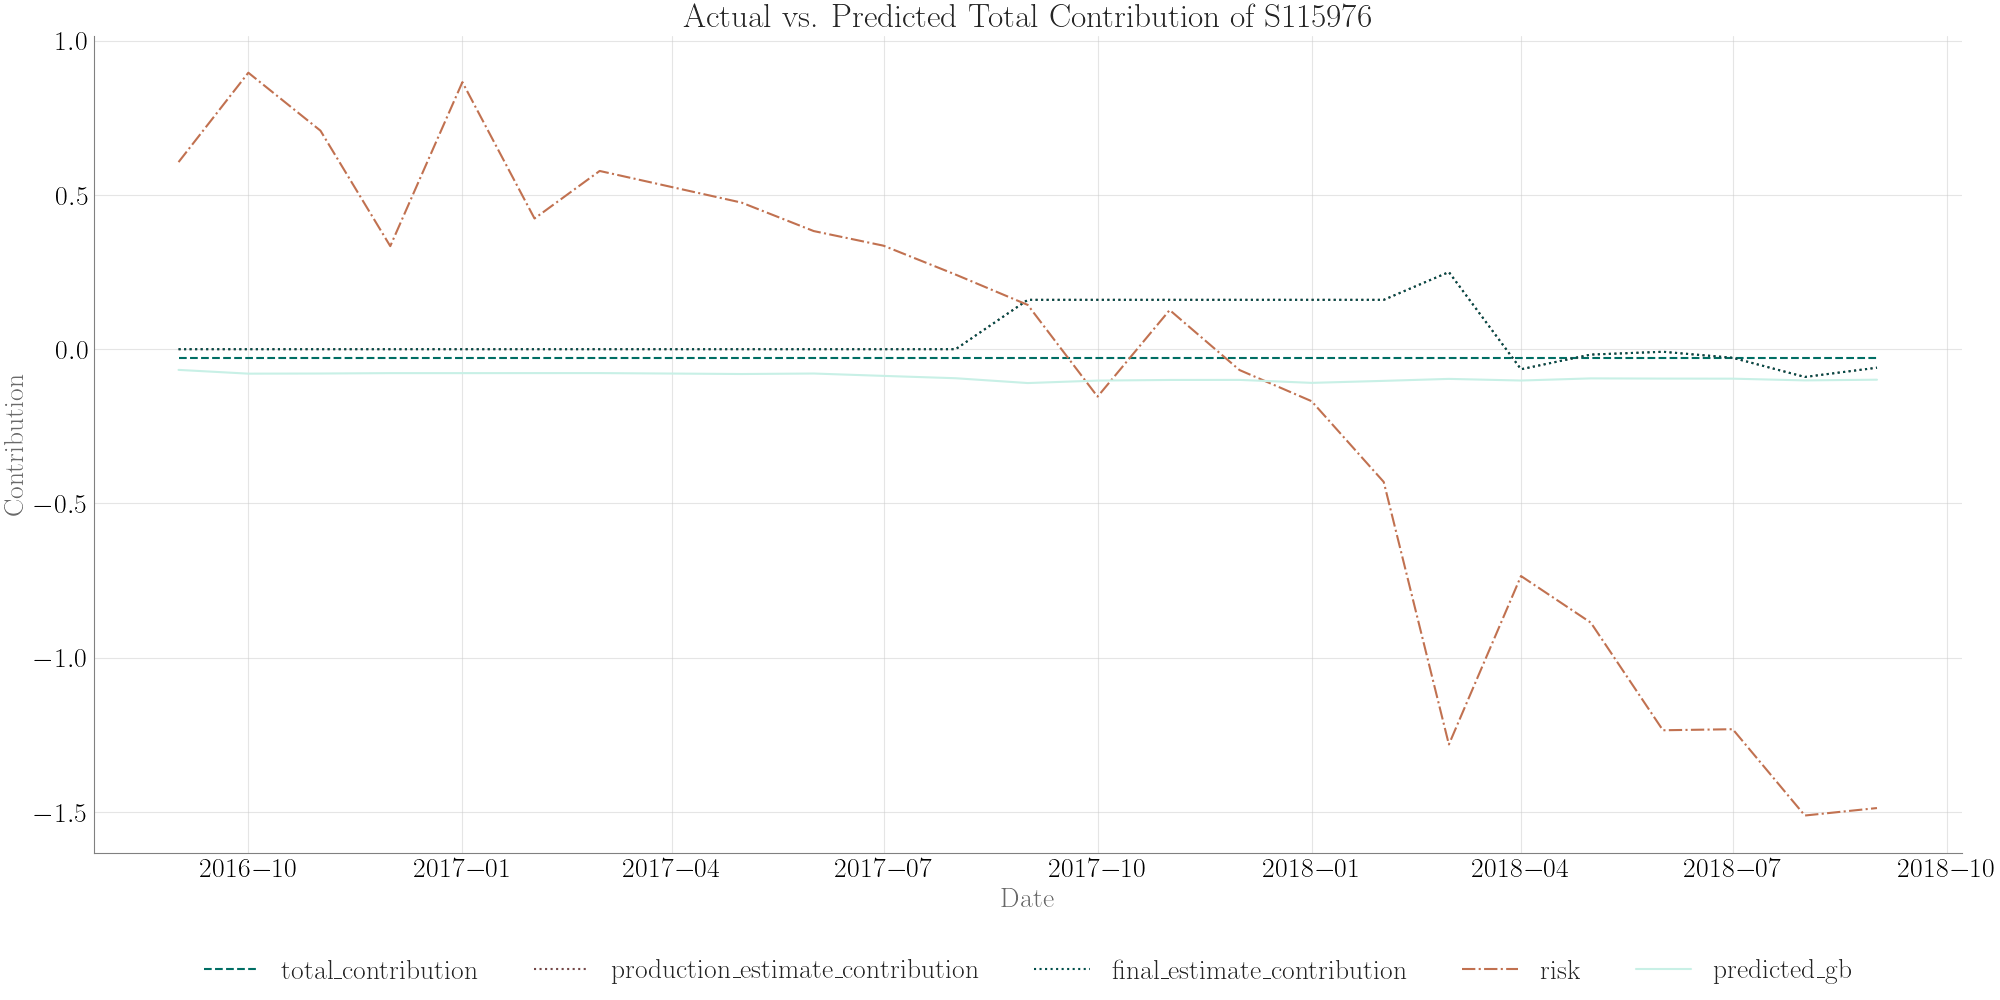 Actual vs. Predicted Total Contribution of S115976
1.0
0.5
0.0
−0.5
−1.0
−1.5
Contribution
2016−10 2017−01 2017−04 2017−07 2017−10 2018−01 2018−04 2018−07 2018−10
Date
total_contribution production_estimate_contribution final_estimate_contribution risk predicted_gb